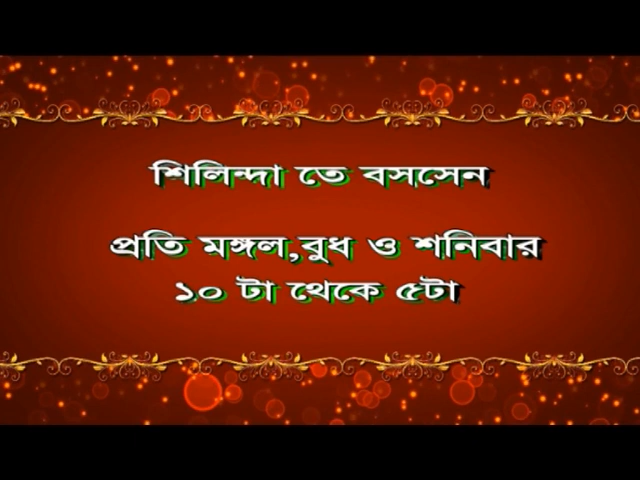 শিলিন্দা তে বসসেন
প্রতি মঙ্গল,বুধ ও শনিবার
১০ টা থেকে ৫টা